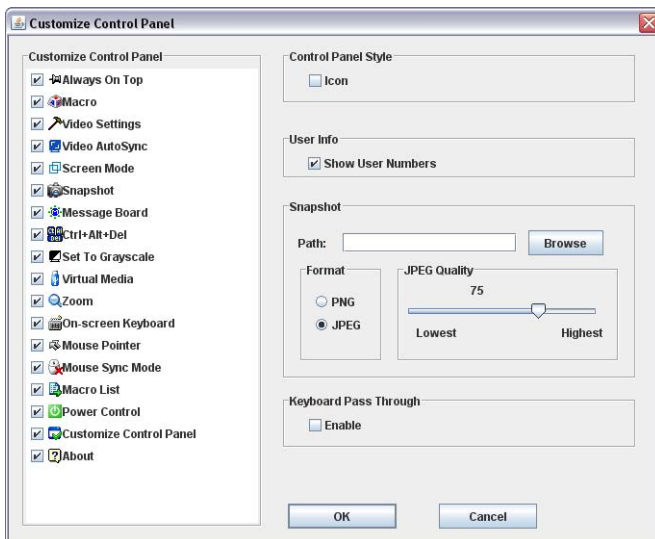 Customize Control Panel
Customize Control Panel
Always On Top
Macro
Video Settings
Video AutoSync
Screen Mode
Snapshot
Message Board
Ctrl+Alt+Del
Set To Grayscale
Virtual Media
Zoom
On-screen Keyboard
Mouse Pointer
Mouse Sync Mode
Macro List
Power Control
Customize Control Panel
About
Control Panel Style
Icon
User Info
Show User Numbers
Snapshot
Path:
Browse
Format
PNG
JPEG
JPEG Quality
75
Lowest Highest
Keyboard Pass Through
Enable
OK
Cancel